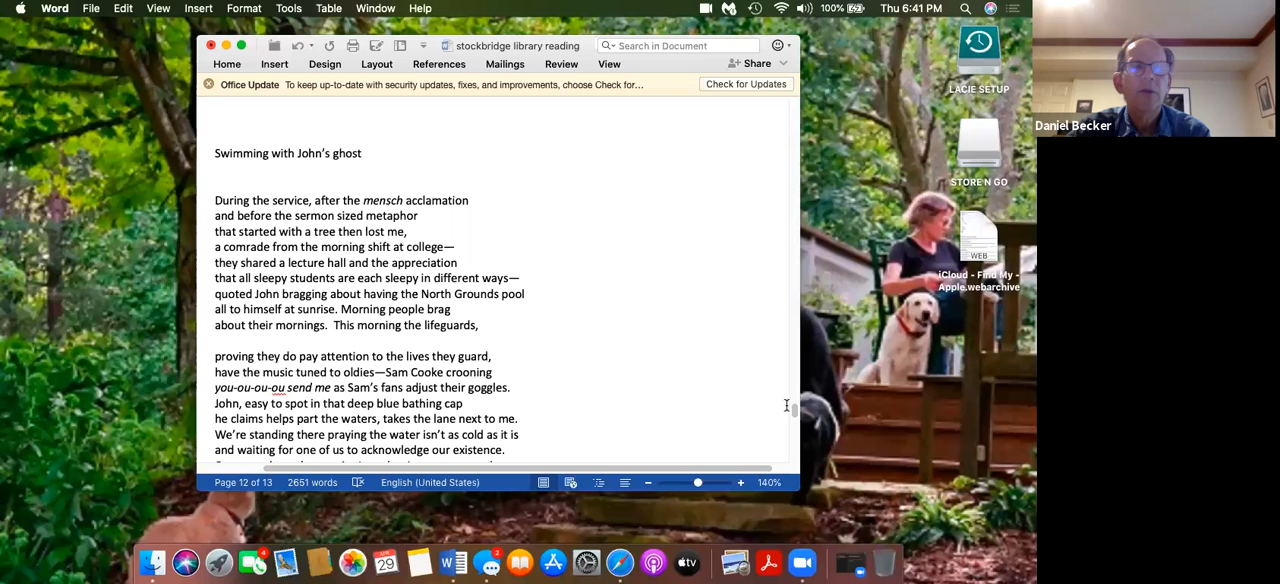 Word File Edit View Insert Format Tools Table Window Help 100% Thu 6:41 PM
stockbridge library reading Search in Document
Home Insert Design Layout References Mailings Review View Share
Office Update To keep up-to-date with security updates, fixes, and improvements, choose Check for... Check for Updates
Swimming with John's ghost
During the service, after the mensch acclamation
and before the sermon sized metaphor
that started with a tree then lost me,
a comrade from the morning shift at college—
they shared a lecture hall and the appreciation
that all sleepy students are each sleepy in different ways—
quoted John bragging about having the North Grounds pool
all to himself at sunrise. Morning people brag
about their mornings. This morning the lifeguards,
proving they do pay attention to the lives they guard,
have the music tuned to oldies—Sam Cooke crooning
you-ou-ou-ou send me as Sam's fans adjust their goggles.
John, easy to spot in that deep blue bathing cap
he claims helps part the waters, takes the lane next to me.
We're standing there praying the water isn't as cold as it is
and waiting for one of us to acknowledge our existence.
Page 12 of 13 2651 words English (United States) 140%
LACIE SETUP
STORE N GO
WEB
iCloud - Find My -
Apple.webarchive
Daniel Becker
4
APR
29
W
2
tv